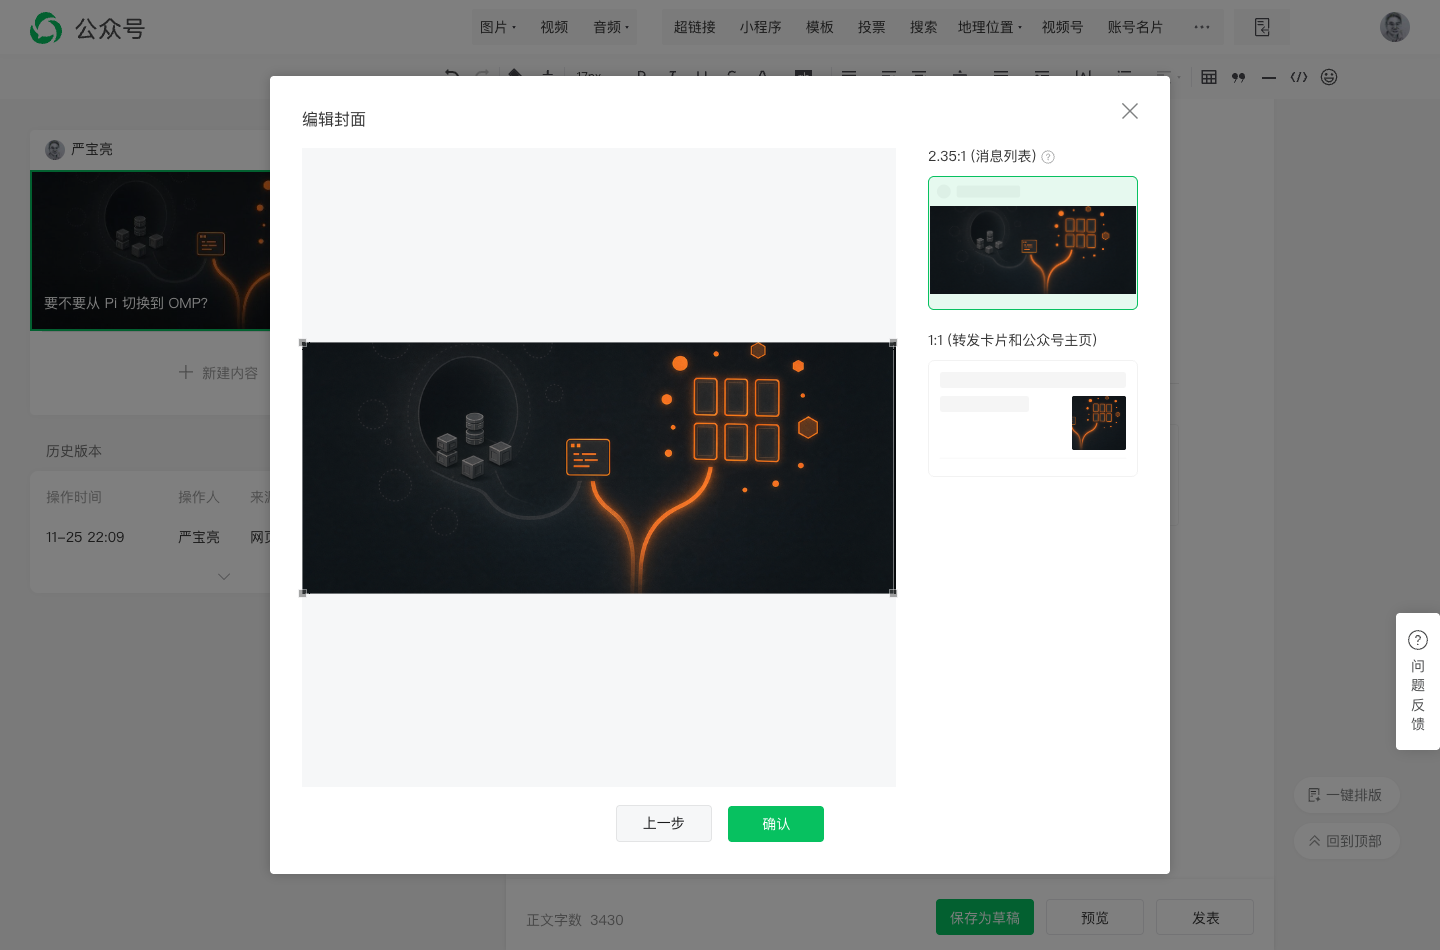 公众号
图片 视频 音频 超链接 小程序 模板 投票 搜索 地理位置 视频号 账号名片 ···
17px
严宝亮
要不要从 Pi 切换到 OMP?
新建内容
历史版本
操作时间 操作人
11-25 22:09 严宝亮
编辑封面
2.35:1 (消息列表)
1:1 (转发卡片和公众号主页)
上一步 确认
问题反馈
一键排版
回到顶部
正文字数 3430
保存为草稿 预览 发表